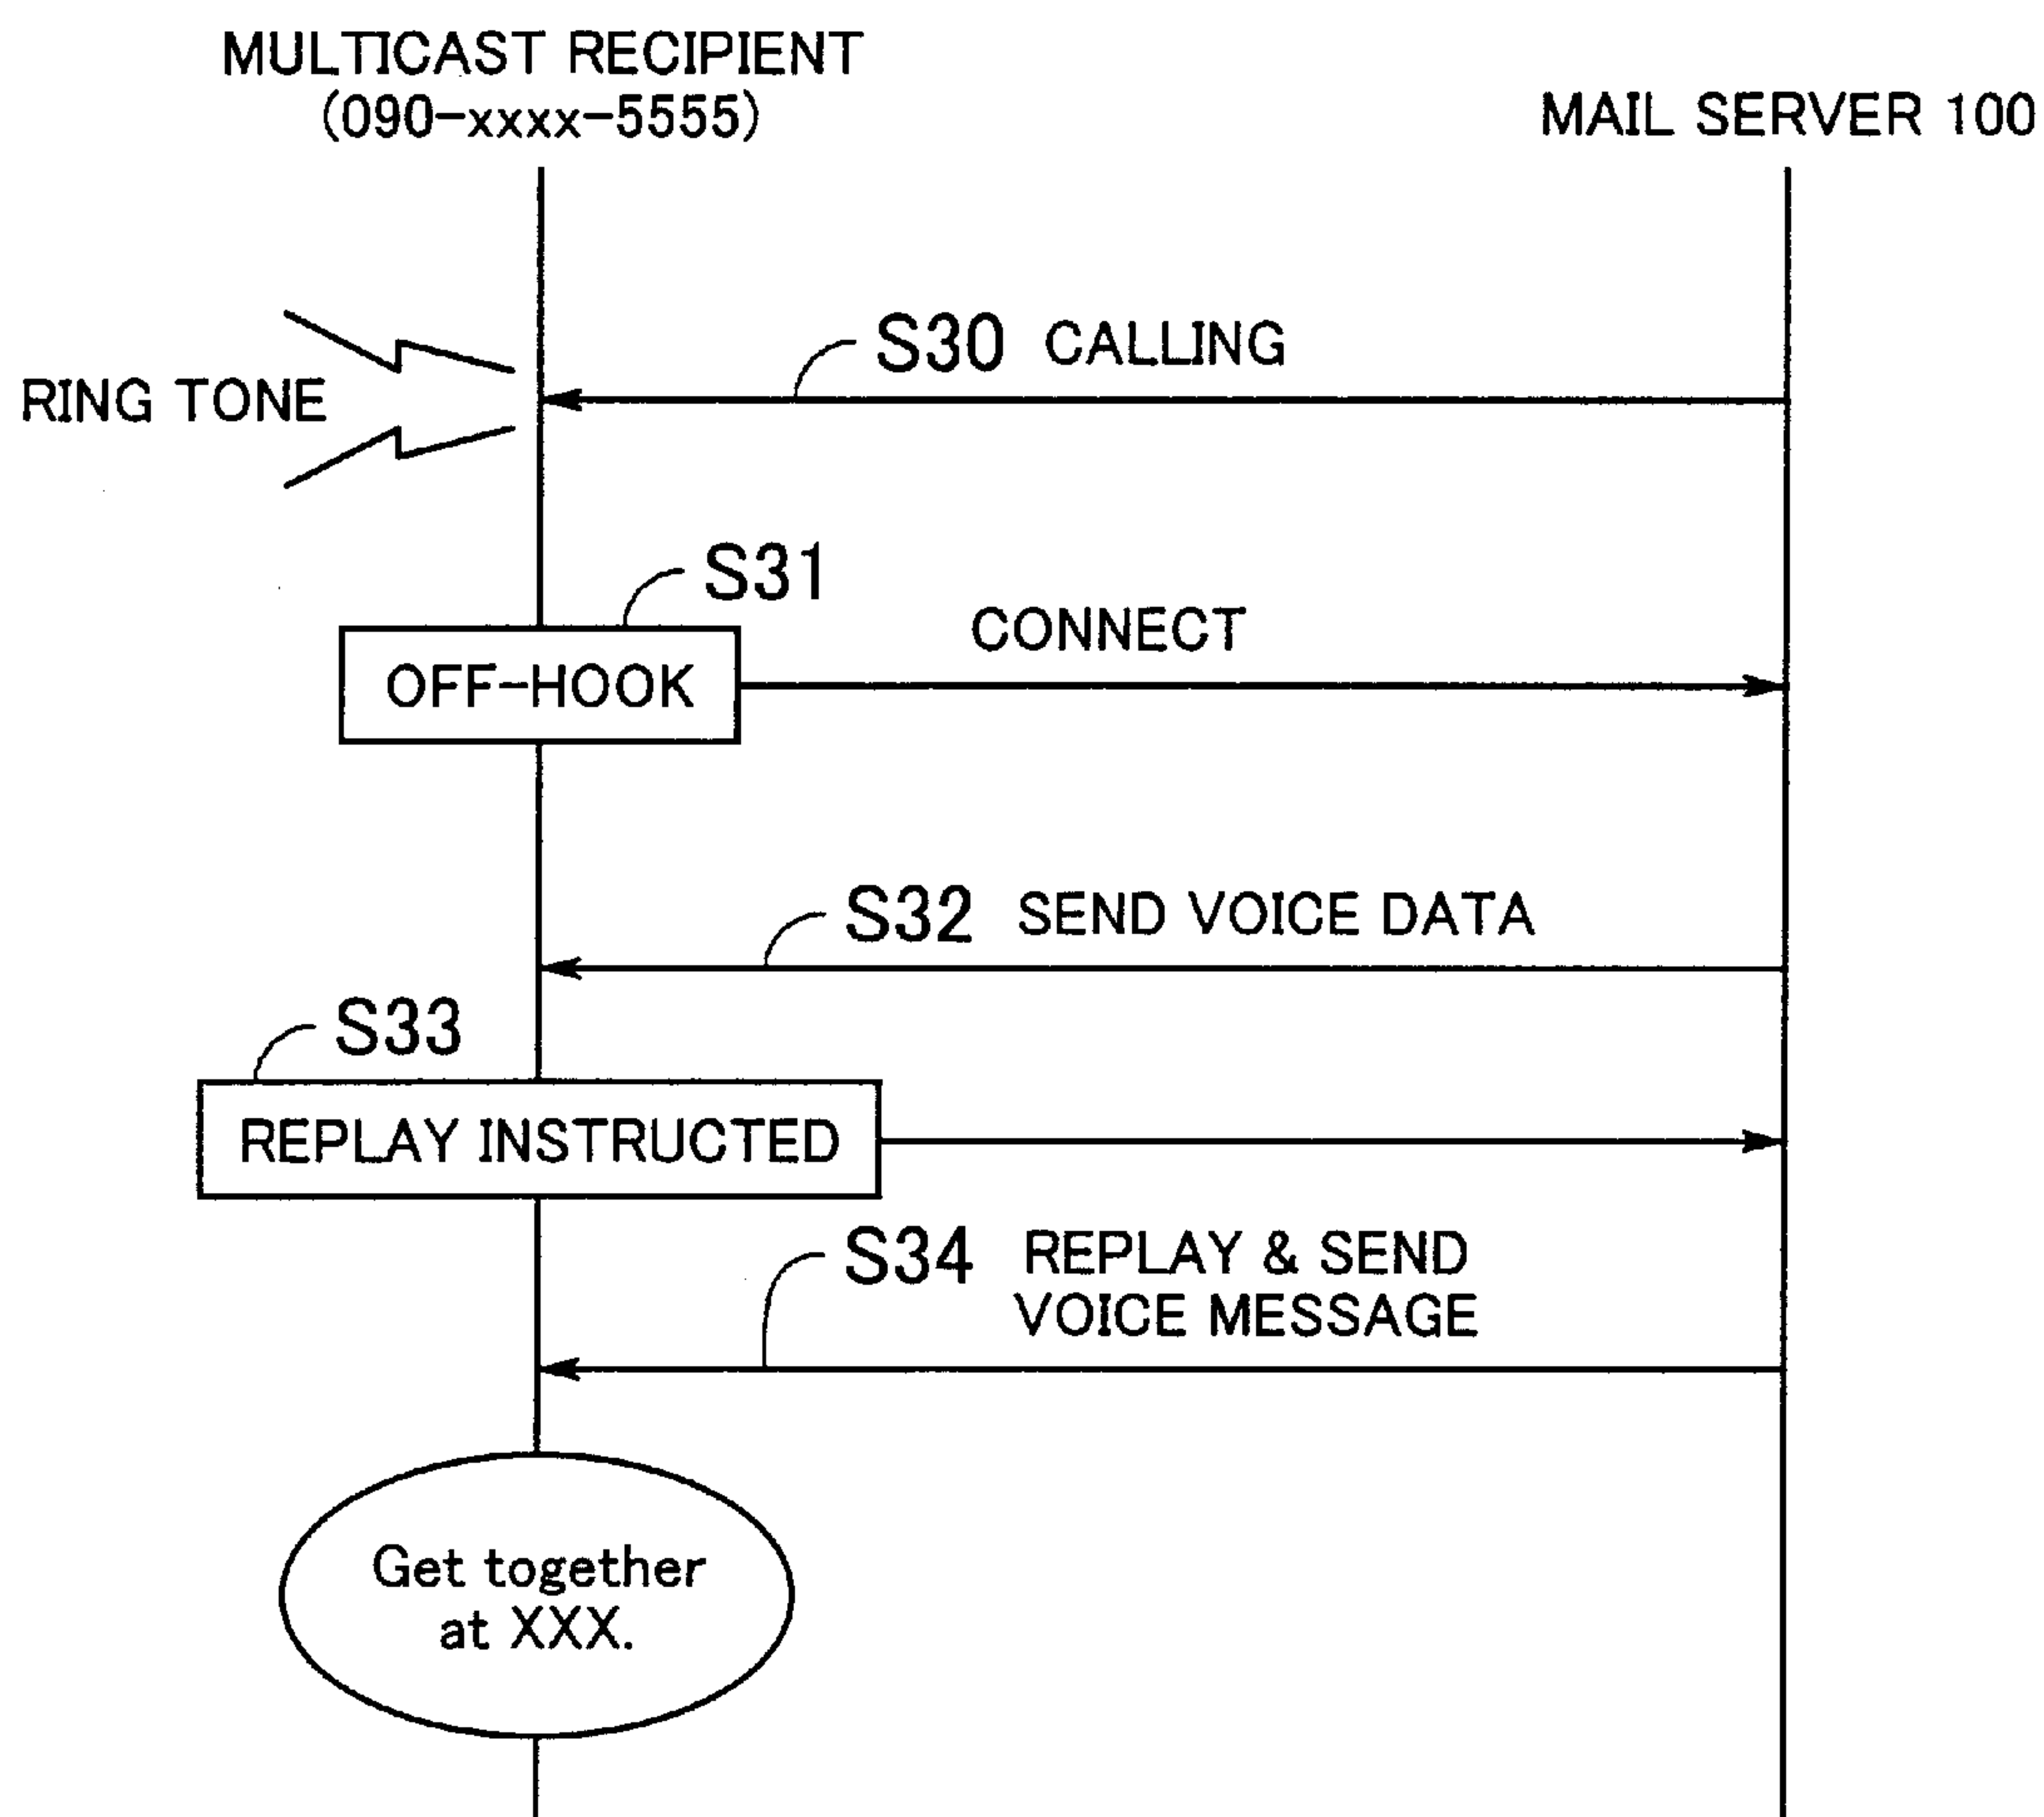 MULTICAST RECIPIENT
(090-xxxx-5555)
MAIL SERVER 100
S30 CALLING
RING TONE
S31
CONNECT
OFF-HOOK
S32 SEND VOICE DATA
S33
REPLAY INSTRUCTED
S34 REPLAY & SEND
VOICE MESSAGE
Get together
at XXX.